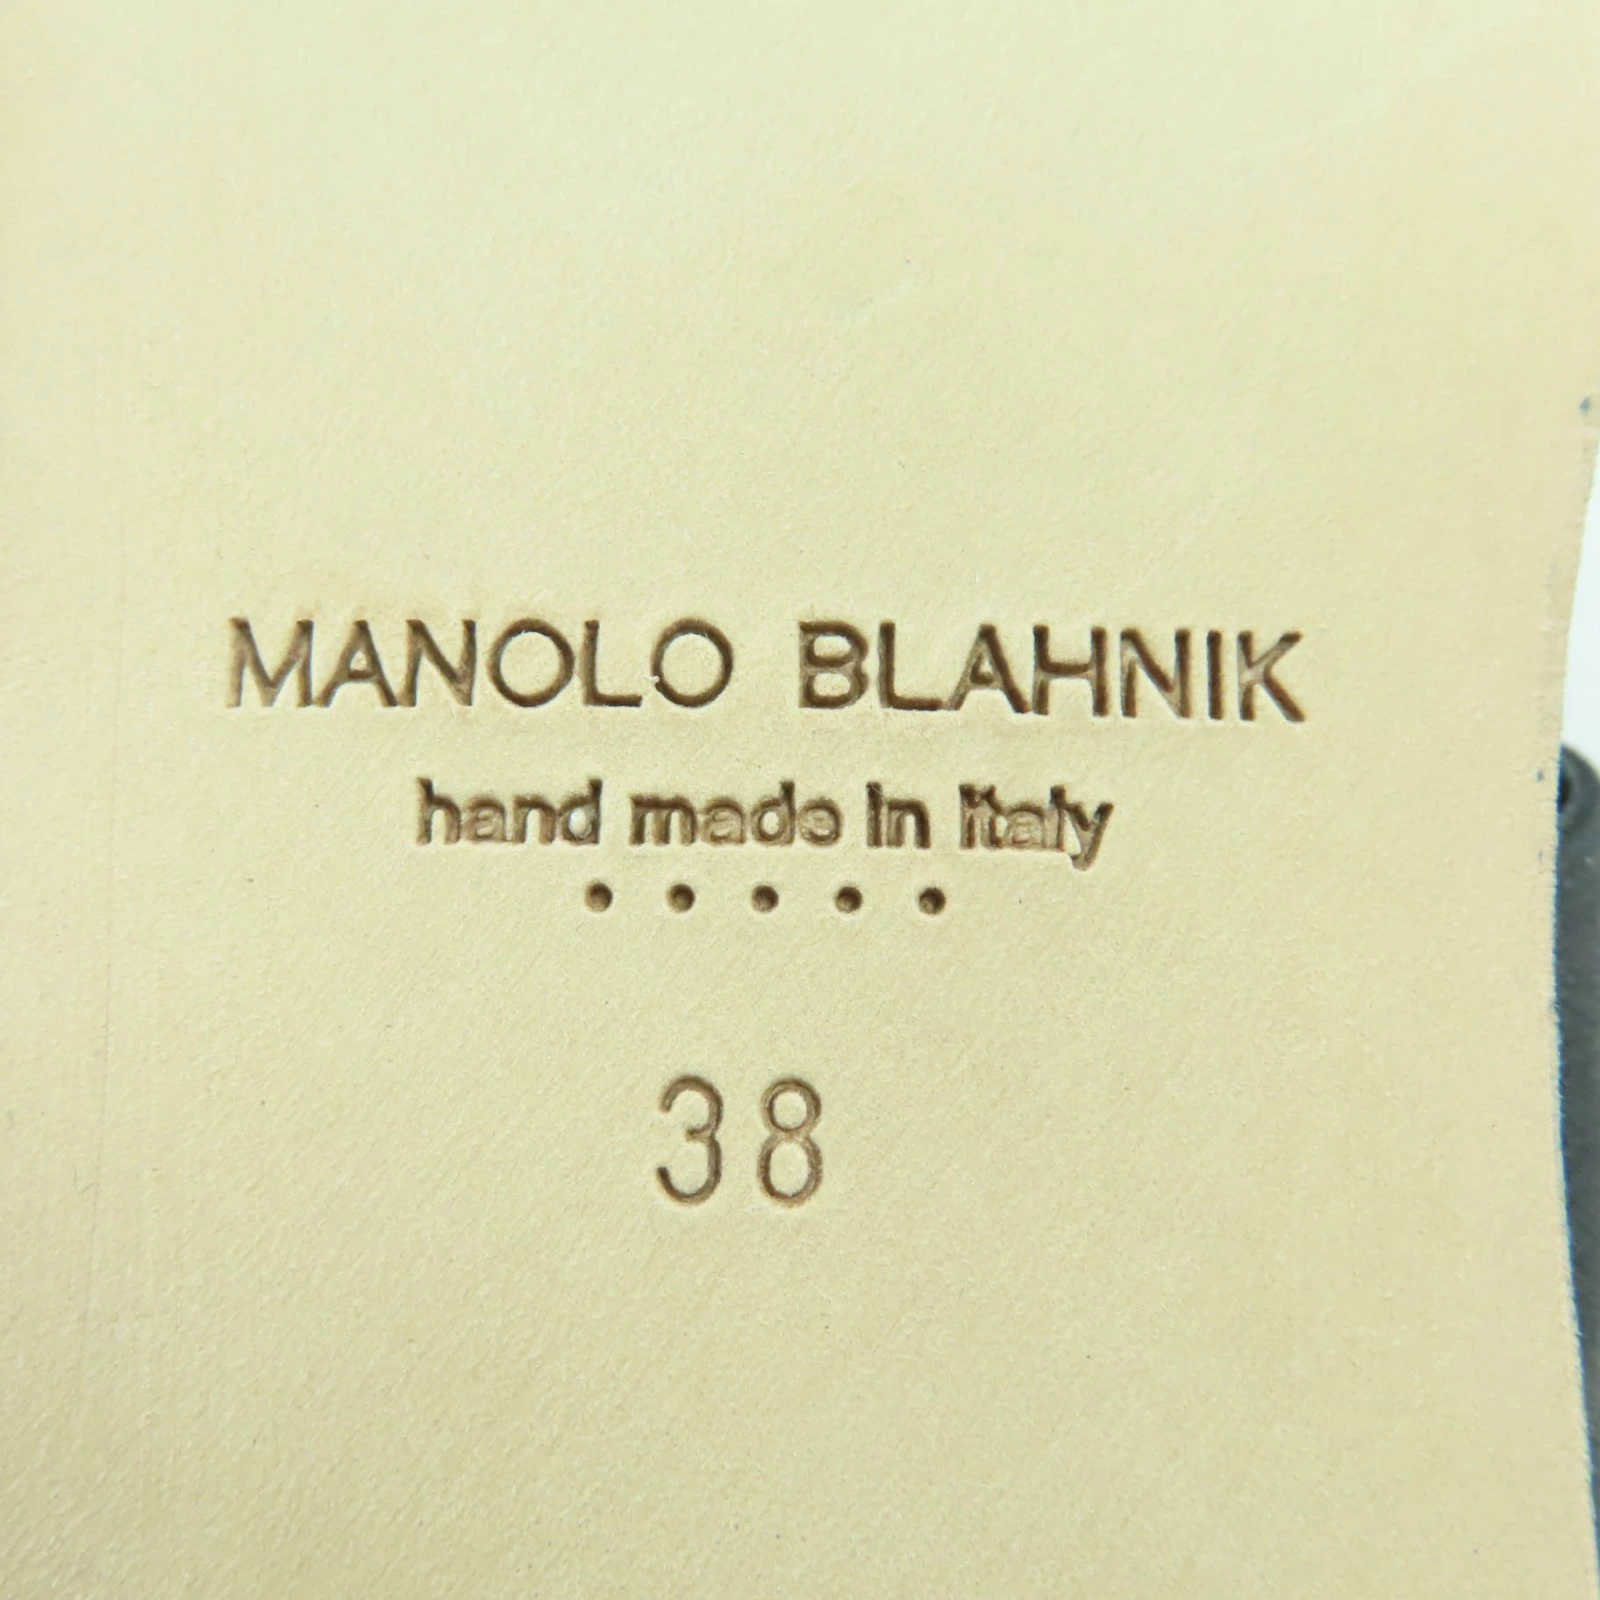 MANOLO BLAHNIK
hand made in italy
• • • • •
38